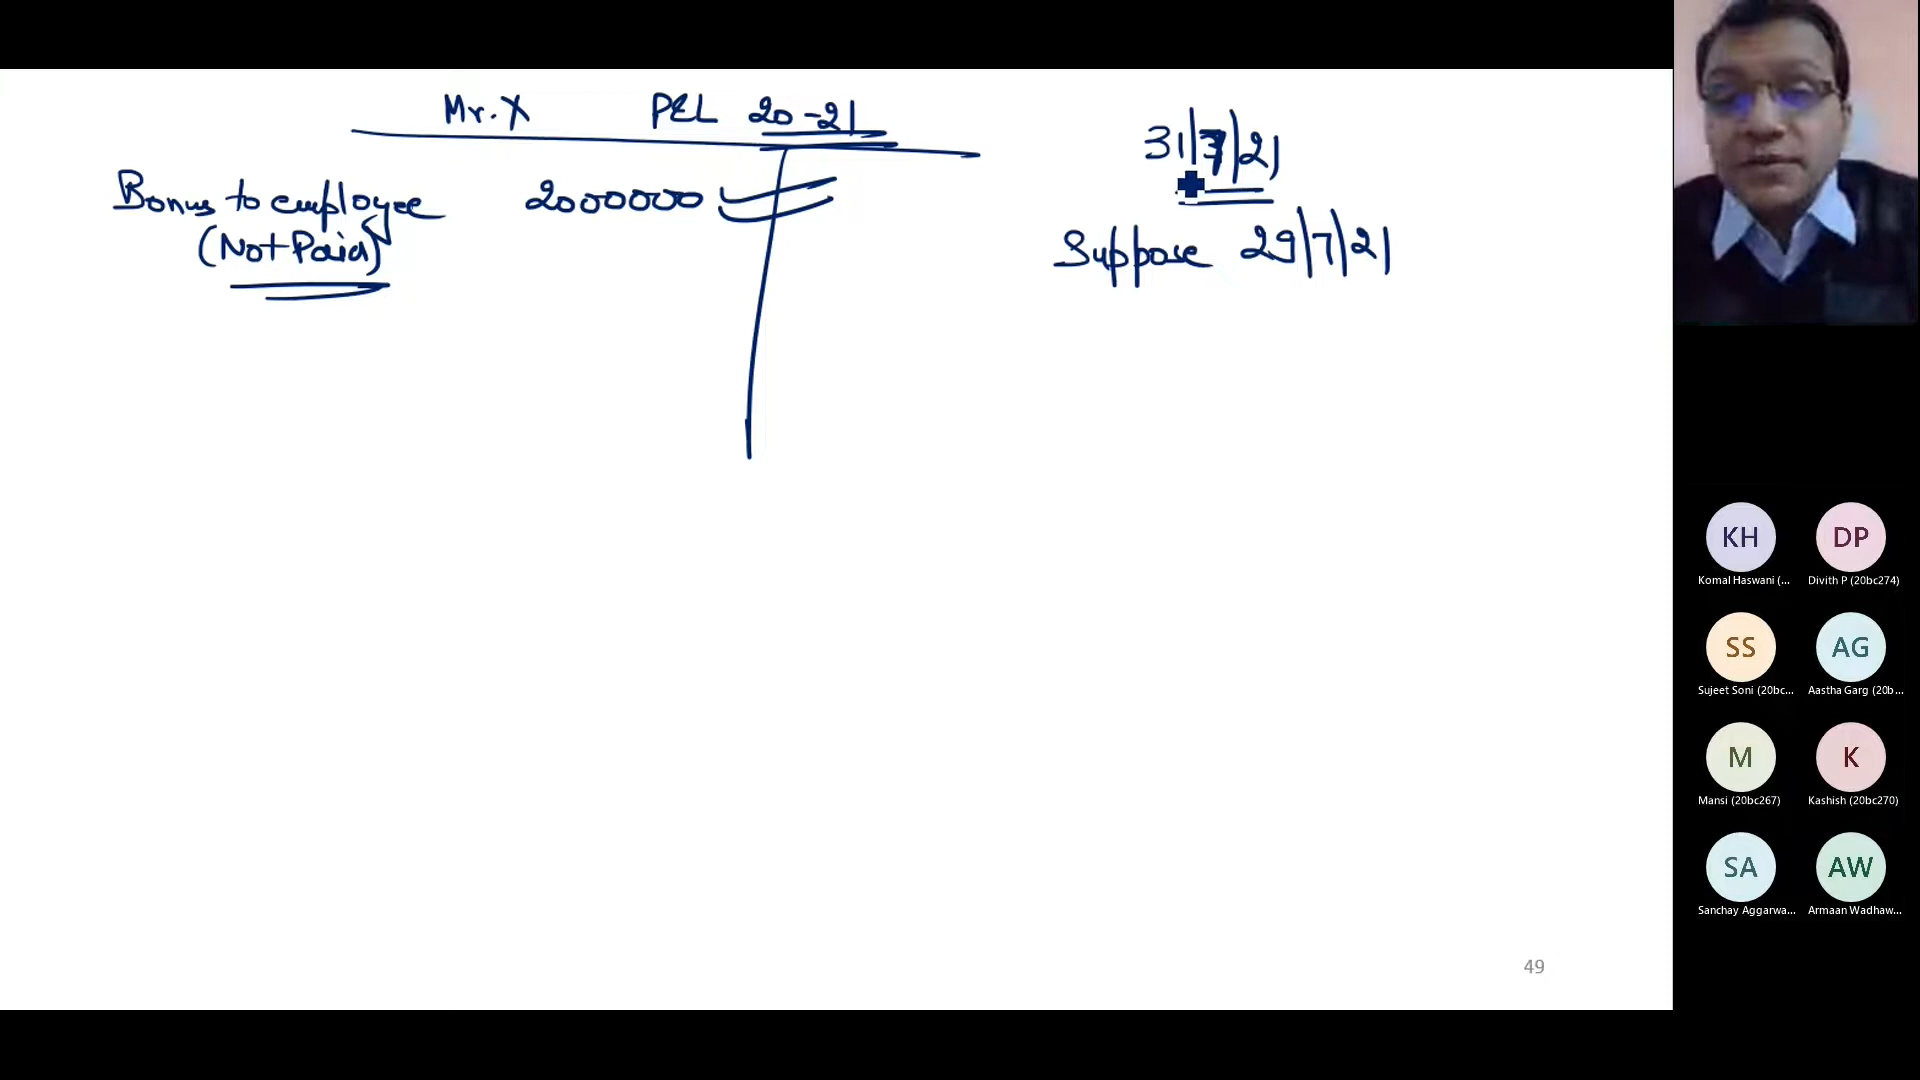 Mr. X P&L 20-21
Bonus to employee 2000000
(Not Paid)
31/7/21
Suppose 29/7/21
49
KH
DP
Komal Haswani (...
Divith P (20bc274)
SS
AG
Sujeet Soni (20bc...
Aastha Garg (20b...
M
K
Mansi (20bc267)
Kashish (20bc270)
SA
AW
Sanchay Aggarwa...
Armaan Wadhaw...